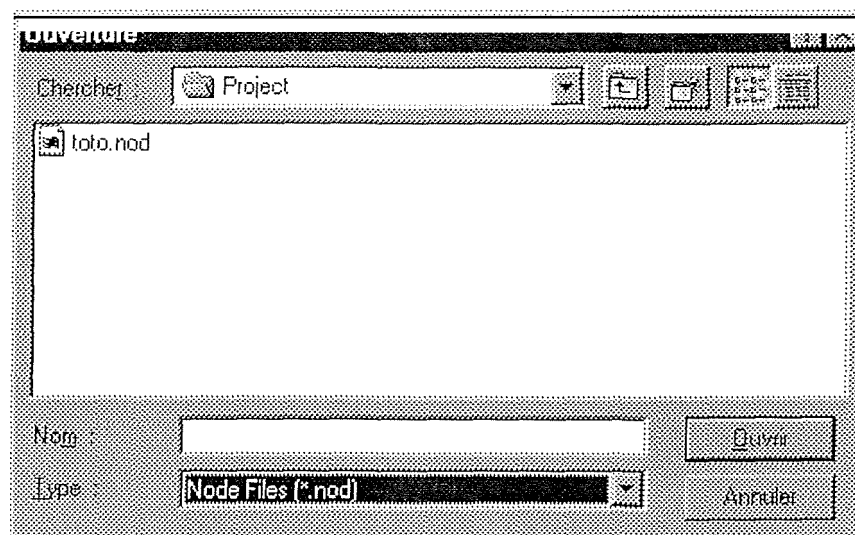 Ouverture
Chercher : Project
toto.nod
Nom :
Ouvrir
Type : Node Files (*.nod)
Annuler